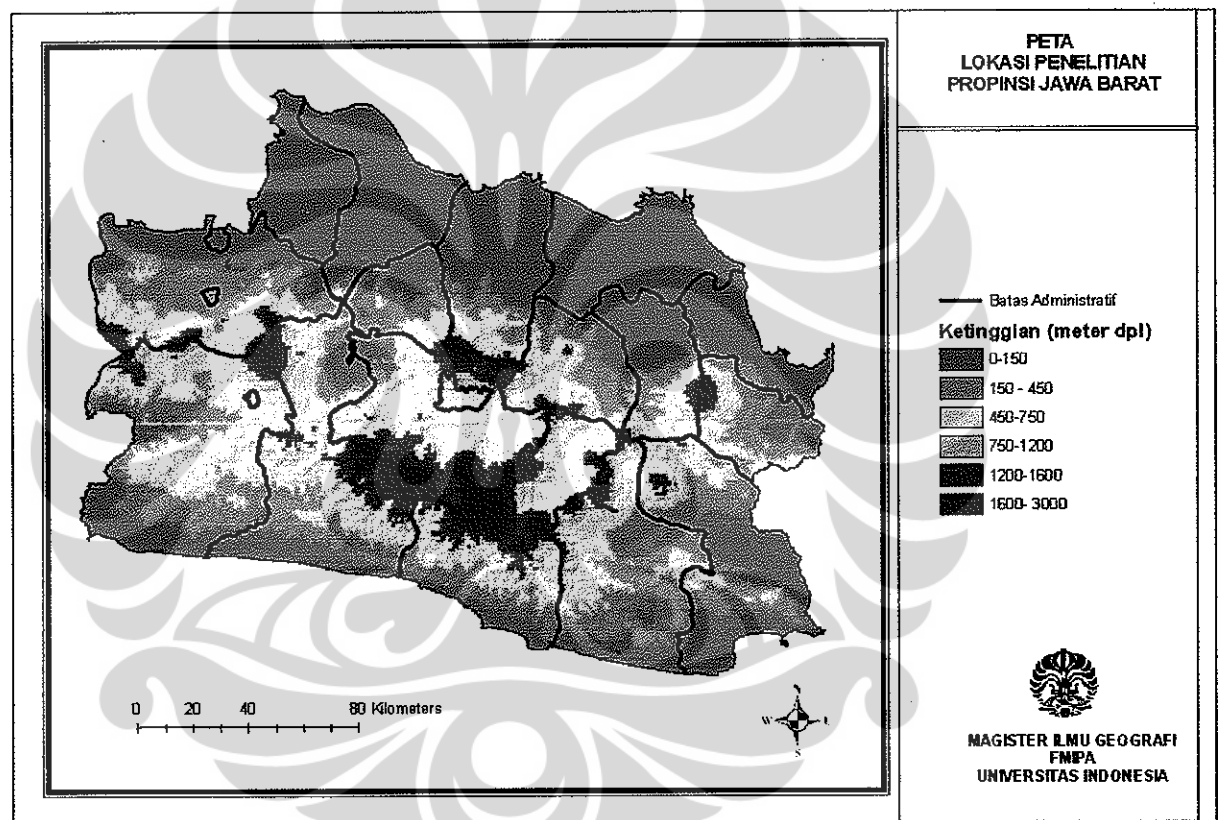 PETA
LOKASI PENELITIAN
PROPINSI JAWA BARAT
Batas Administratif
Ketinggian (meter dpl)
0-150
150 - 450
450-750
750-1200
1200-1600
1600- 3000
0 20 40 80 Kilometers
W
S
MAGISTER ILMU GEOGRAFI
FMIPA
UNIVERSITAS INDONESIA